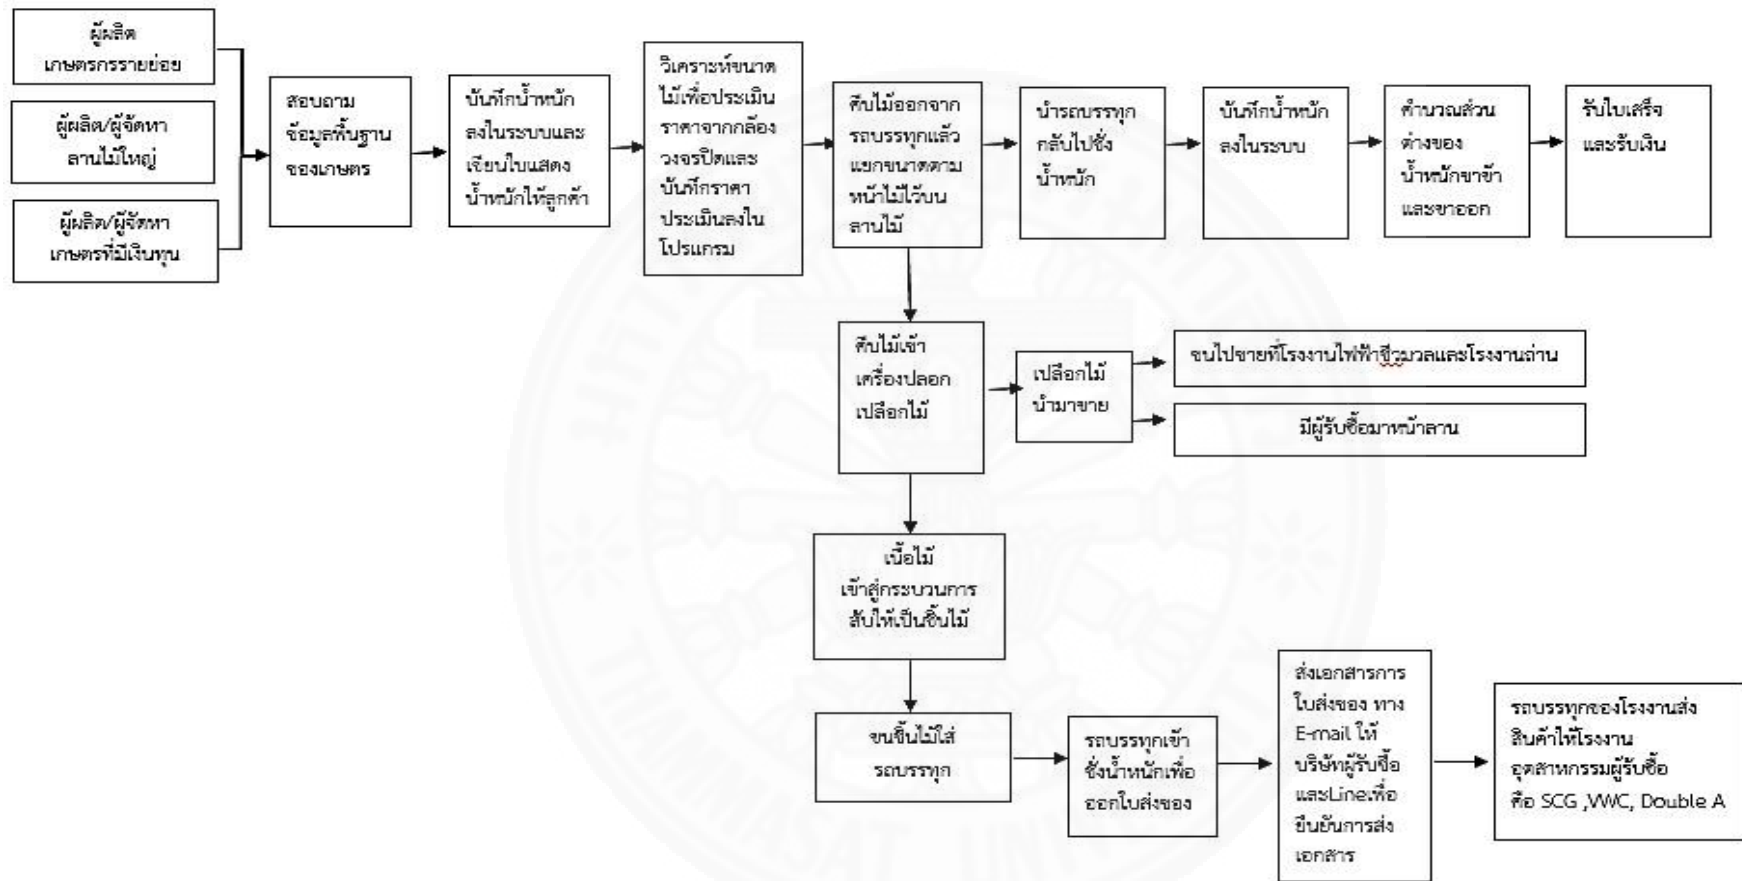 ผู้ผลิต
เกษตรกรรายย่อย
ผู้ผลิต/ผู้จัดหา
ลานไม้ใหญ่
ผู้ผลิต/ผู้จัดหา
เกษตรที่มีเงินทุน
สอบถาม
ข้อมูลพื้นฐาน
ของเกษตร
บันทึกน้ำหนัก
ลงในระบบและ
เขียนใบแสดง
น้ำหนักให้ลูกค้า
วิเคราะห์ขนาด
ไม้เพื่อประเมิน
ราคาจากกล้อง
วงจรปิดและ
บันทึกราคา
ประเมินลงใน
โปรแกรม
คีบไม้ออกจาก
รถบรรทุกแล้ว
แยกขนาดตาม
หน้าไม้ไว้บน
ลานไม้
นำรถบรรทุก
กลับไปชั่ง
น้ำหนัก
บันทึกน้ำหนัก
ลงในระบบ
คำนวณส่วน
ต่างของ
น้ำหนักขาข้า
และขาออก
รับใบเสร็จ
และรับเงิน
คีบไม้เข้า
เครื่องปลอก
เปลือกไม้
เปลือกไม้
นำมาขาย
ขนไปขายที่โรงงานไฟฟ้าชีวมวลและโรงงานถ่าน
มีผู้รับซื้อมาหน้าลาน
เนื้อไม้
เข้าสู่กระบวนการ
สับให้เป็นชิ้นไม้
ขนชิ้นไม้ใส่
รถบรรทุก
รถบรรทุกเข้า
ชั่งน้ำหนักเพื่อ
ออกใบส่งของ
ส่งเอกสารการ
ใบส่งของ ทาง
E-mail ให้
บริษัทผู้รับซื้อ
และLineเพื่อ
ยืนยันการส่ง
เอกสาร
รถบรรทุกของโรงงานส่ง
สินค้าให้โรงงาน
อุตสาหกรรมผู้รับซื้อ
คือ SCG ,VWC, Double A
THAMMASAT UNIVERSITY